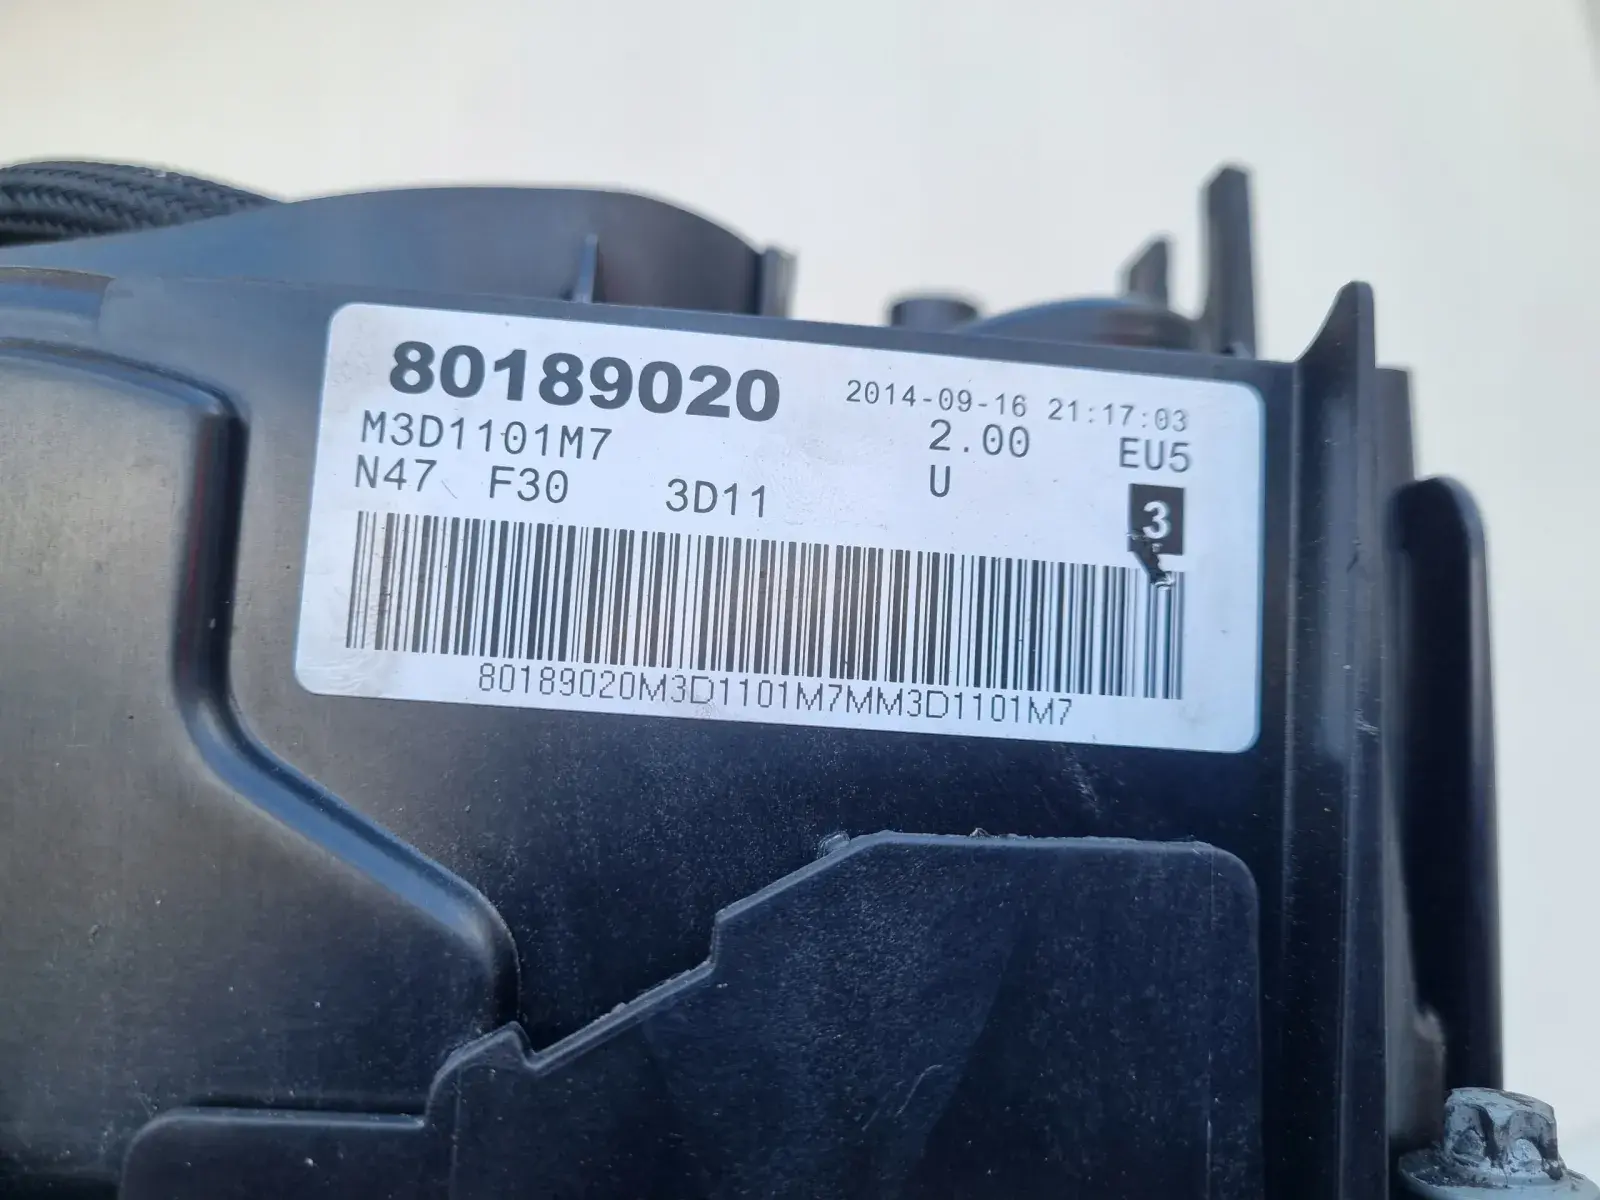 80189020 2014-09-16 21:17:03
M3D1101M7 2.00 EU5
N47 F30 3D11 U 3
80189020M3D1101M7MM3D1101M7